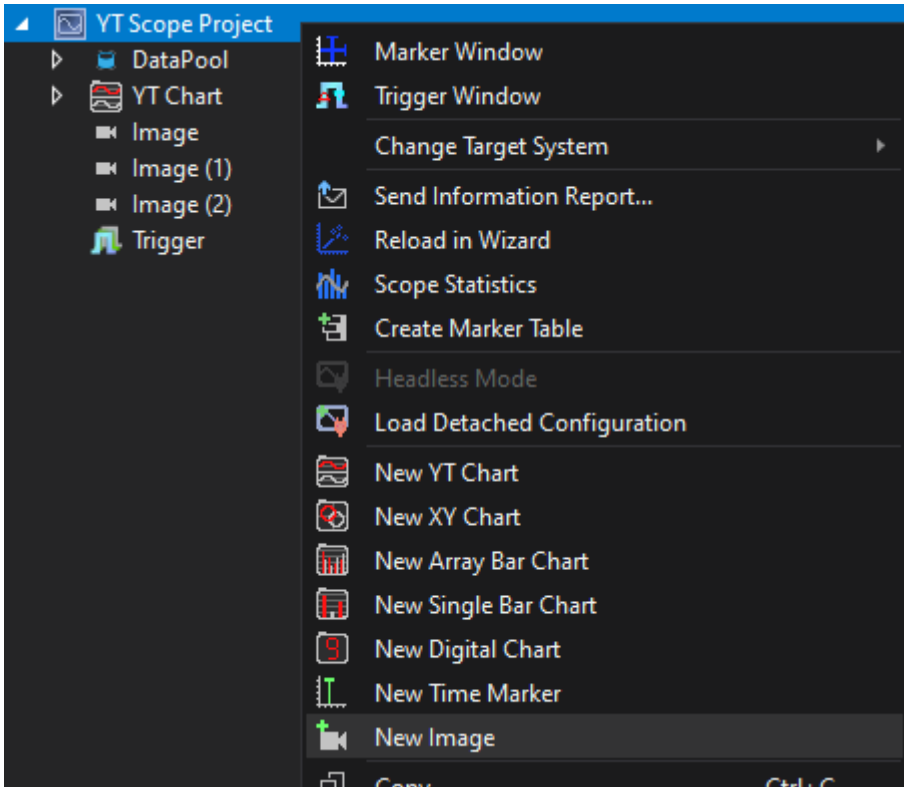 YT Scope Project
DataPool
YT Chart
Image
Image (1)
Image (2)
Trigger
Marker Window
Trigger Window
Change Target System
Send Information Report...
Reload in Wizard
Scope Statistics
Create Marker Table
Headless Mode
Load Detached Configuration
New YT Chart
New XY Chart
New Array Bar Chart
New Single Bar Chart
New Digital Chart
New Time Marker
New Image
Copy Ctrl+C